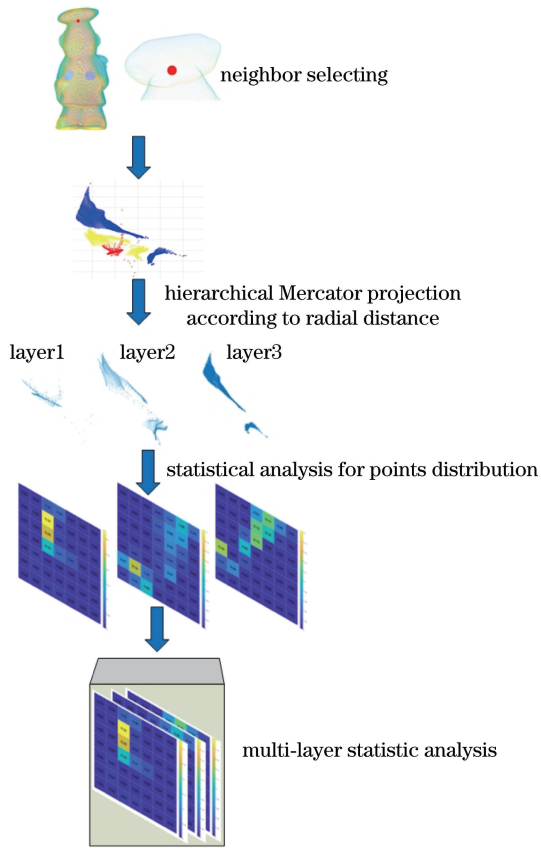 neighbor selecting
hierarchical Mercator projection
according to radial distance
layer1
layer2
layer3
statistical analysis for points distribution
multi-layer statistic analysis